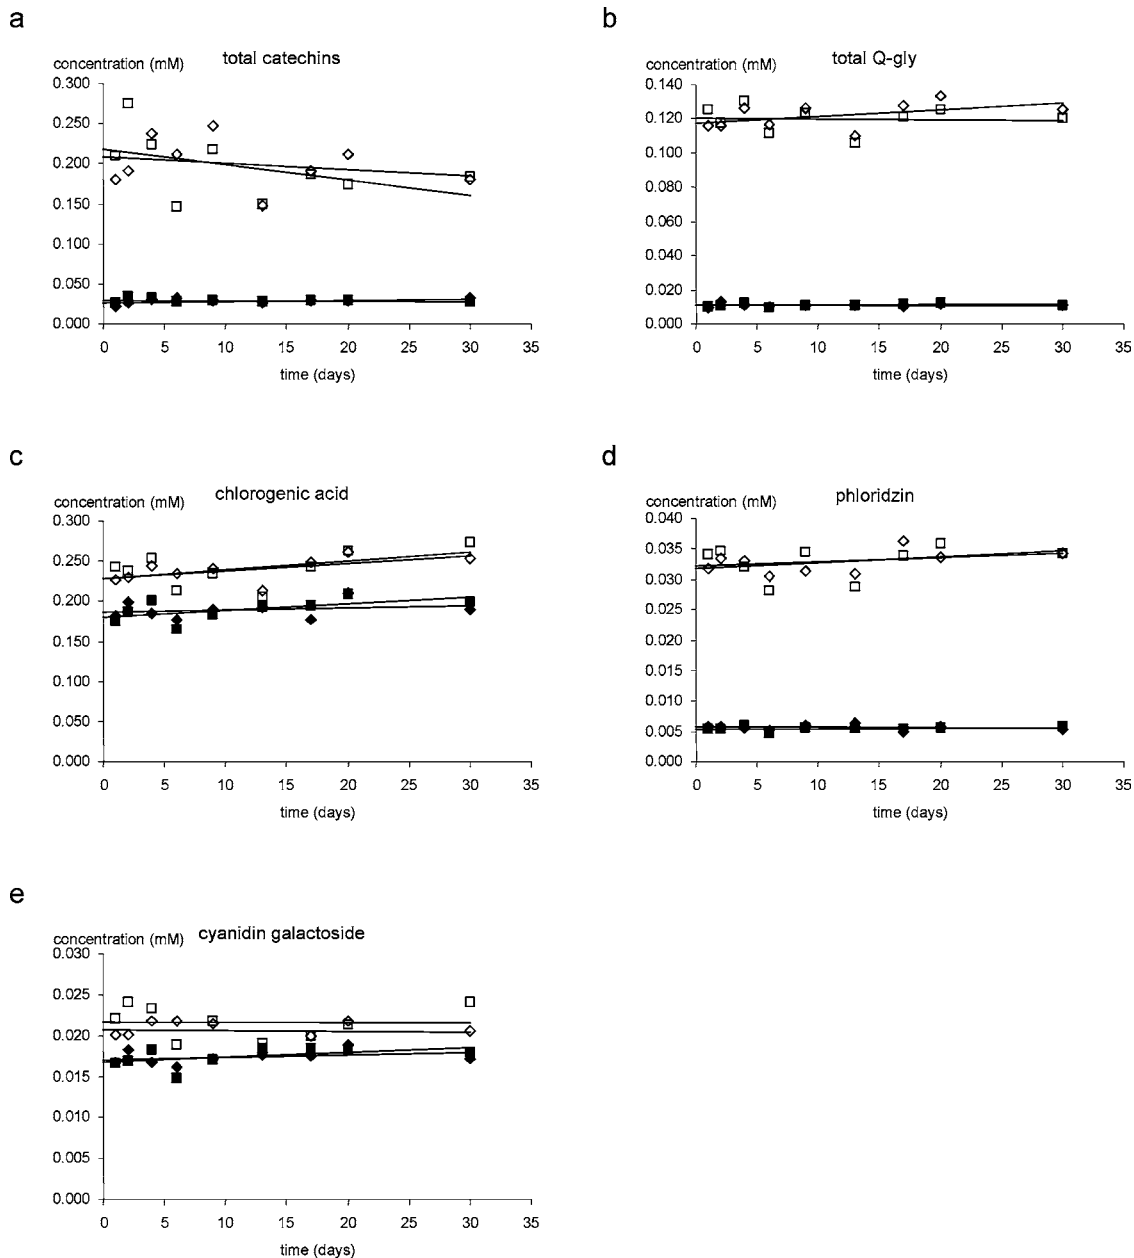 a
concentration (mM)
total catechins
0.300
0.250
0.200
0.150
0.100
0.050
0.000
0 5 10 15 20 25 30 35
time (days)
b
concentration (mM)
total Q-gly
0.140
0.120
0.100
0.080
0.060
0.040
0.020
0.000
0 5 10 15 20 25 30 35
time (days)
c
concentration (mM)
chlorogenic acid
0.300
0.250
0.200
0.150
0.100
0.050
0.000
0 5 10 15 20 25 30 35
time (days)
d
concentration (mM)
phloridzin
0.040
0.035
0.030
0.025
0.020
0.015
0.010
0.005
0.000
0 5 10 15 20 25 30 35
time (days)
e
concentration (mM)
cyanidin galactoside
0.030
0.025
0.020
0.015
0.010
0.005
0.000
0 5 10 15 20 25 30 35
time (days)